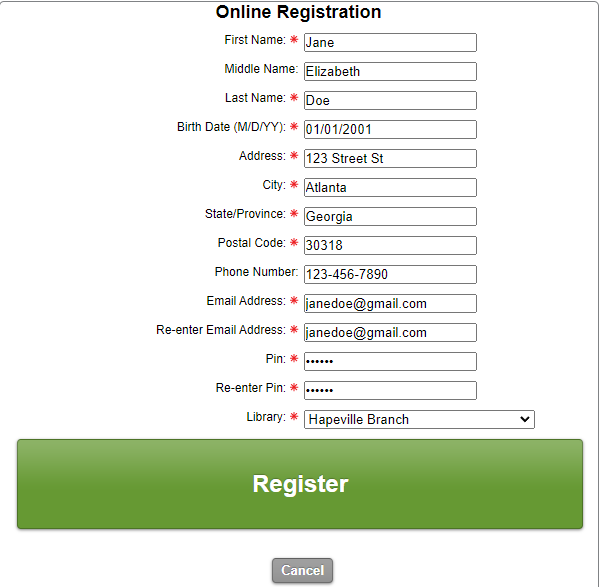 Online Registration
First Name: * Jane
Middle Name: Elizabeth
Last Name: * Doe
Birth Date (M/D/YY): * 01/01/2001
Address: * 123 Street St
City: * Atlanta
State/Province: * Georgia
Postal Code: * 30318
Phone Number: 123-456-7890
Email Address: * janedoe@gmail.com
Re-enter Email Address: * janedoe@gmail.com
Pin: * ••••••
Re-enter Pin: * ••••••
Library: * Hapeville Branch
Register
Cancel